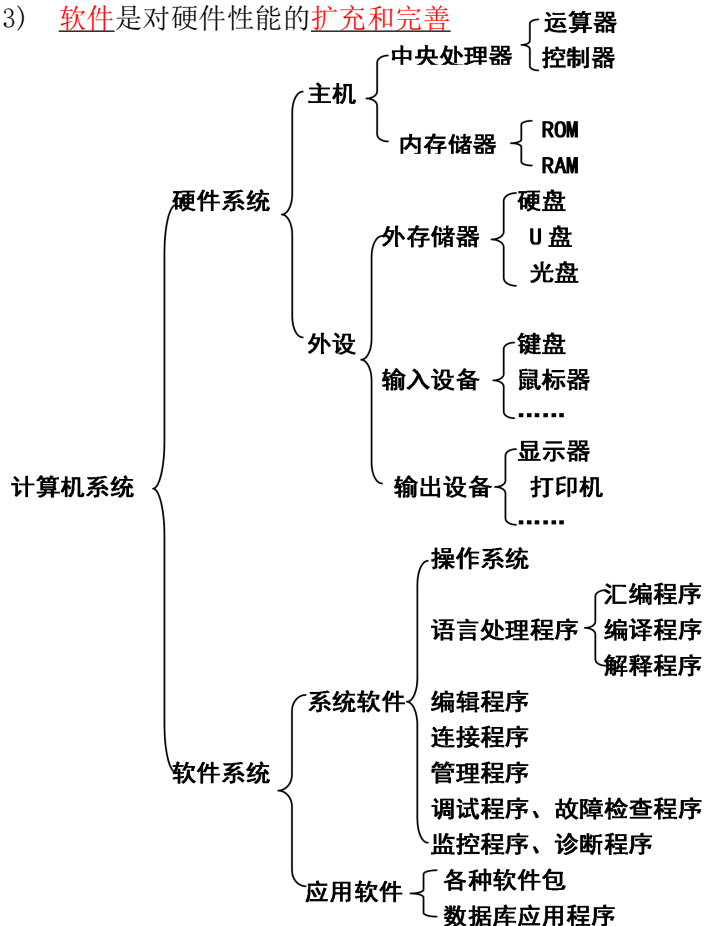 3) 软件是对硬件性能的扩充和完善
运算器
中央处理器
控制器
主机
ROM
内存储器
RAM
硬件系统
硬盘
外存储器
U盘
光盘
外设
键盘
输入设备
鼠标器
……
显示器
计算机系统
输出设备
打印机
……
操作系统
汇编程序
语言处理程序
编译程序
解释程序
系统软件
编辑程序
连接程序
软件系统
管理程序
调试程序、故障检查程序
监控程序、诊断程序
各种软件包
应用软件
数据库应用程序